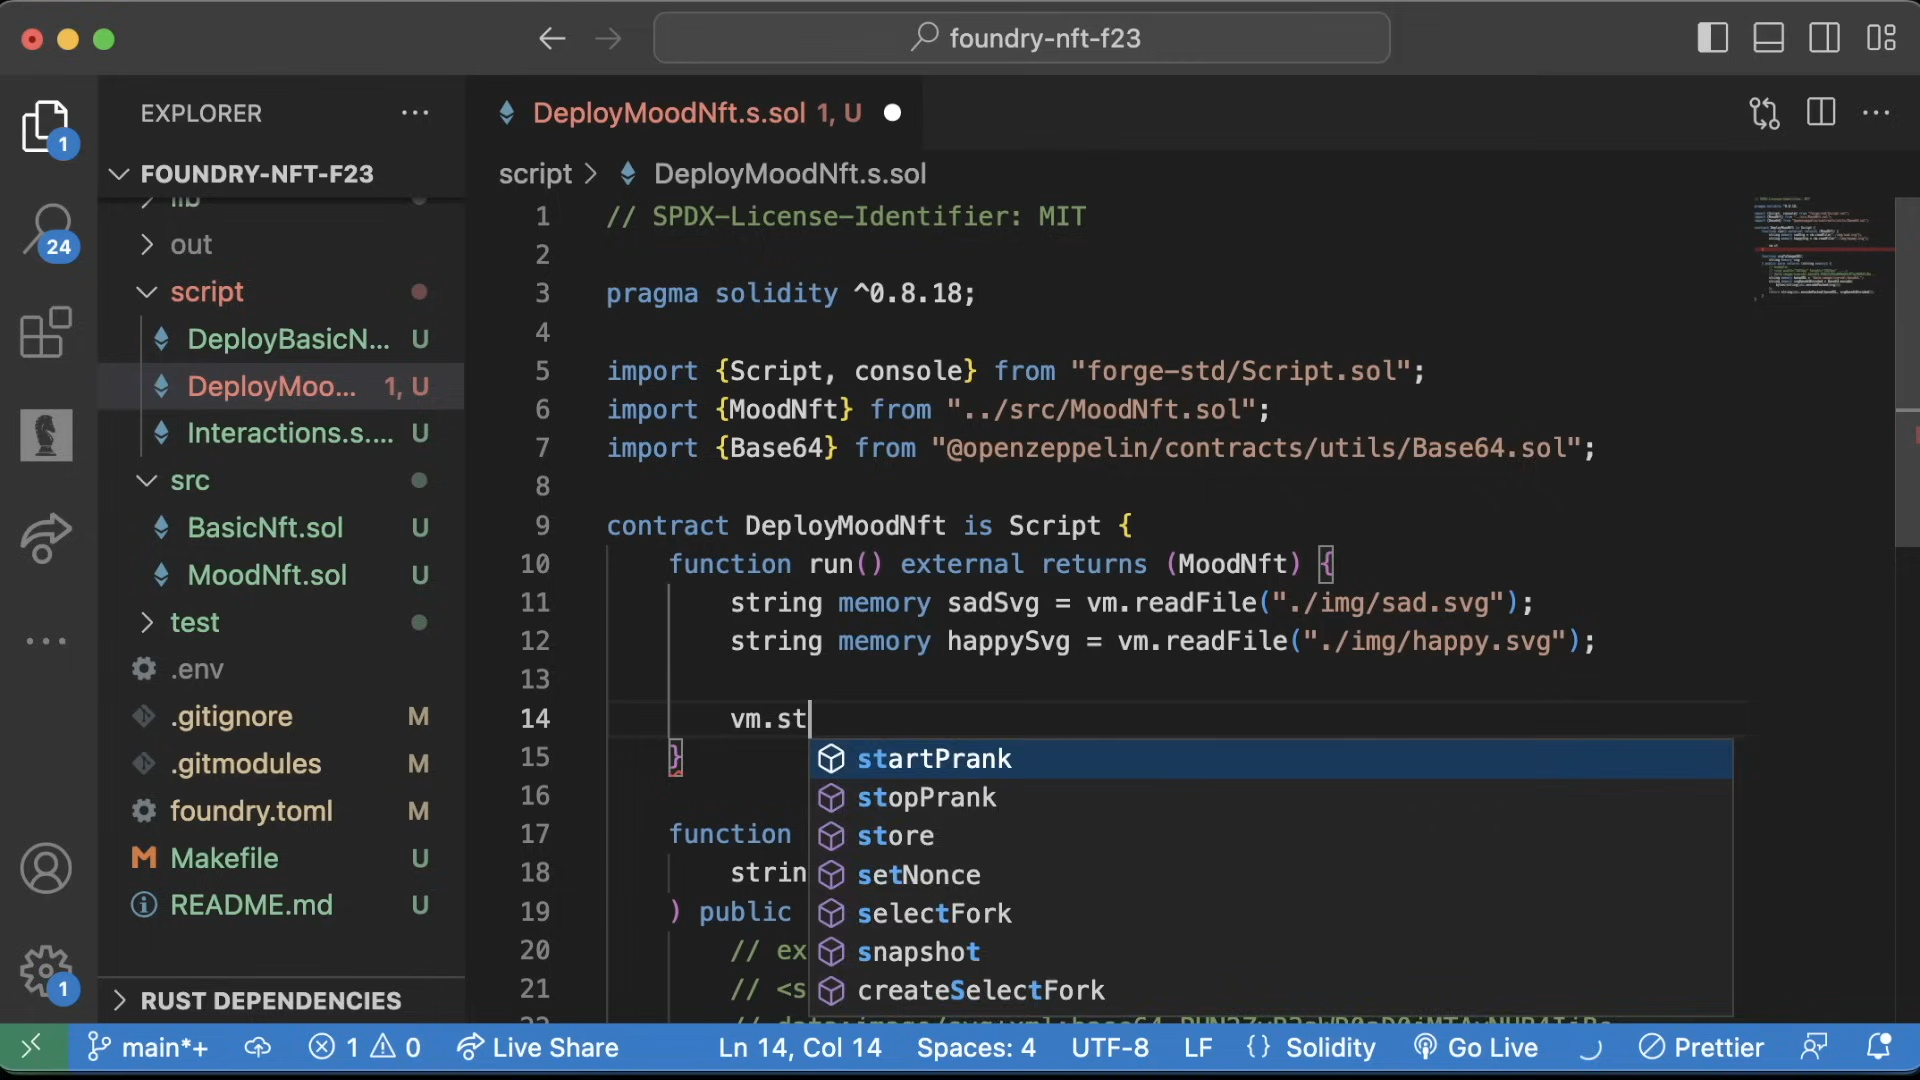 foundry-nft-f23
EXPLORER
FOUNDRY-NFT-F23
lib
out
script
DeployBasicN... U
DeployMoo... 1, U
Interactions.s.... U
src
BasicNft.sol U
MoodNft.sol U
test
.env
.gitignore M
.gitmodules M
foundry.toml M
Makefile U
README.md U
RUST DEPENDENCIES
1
24
1
DeployMoodNft.s.sol 1, U
script > DeployMoodNft.s.sol
1 // SPDX-License-Identifier: MIT
2
3 pragma solidity ^0.8.18;
4
5 import {Script, console} from "forge-std/Script.sol";
6 import {MoodNft} from "../src/MoodNft.sol";
7 import {Base64} from "@openzeppelin/contracts/utils/Base64.sol";
8
9 contract DeployMoodNft is Script {
10 function run() external returns (MoodNft) {
11 string memory sadSvg = vm.readFile("./img/sad.svg");
12 string memory happySvg = vm.readFile("./img/happy.svg");
13
14 vm.st
15 }
16
17 function
18 strin
19 ) public
20 // ex
21 // <s
startPrank
stopPrank
store
setNonce
selectFork
snapshot
createSelectFork
main*+ 1 0 Live Share Ln 14, Col 14 Spaces: 4 UTF-8 LF {} Solidity Go Live Prettier